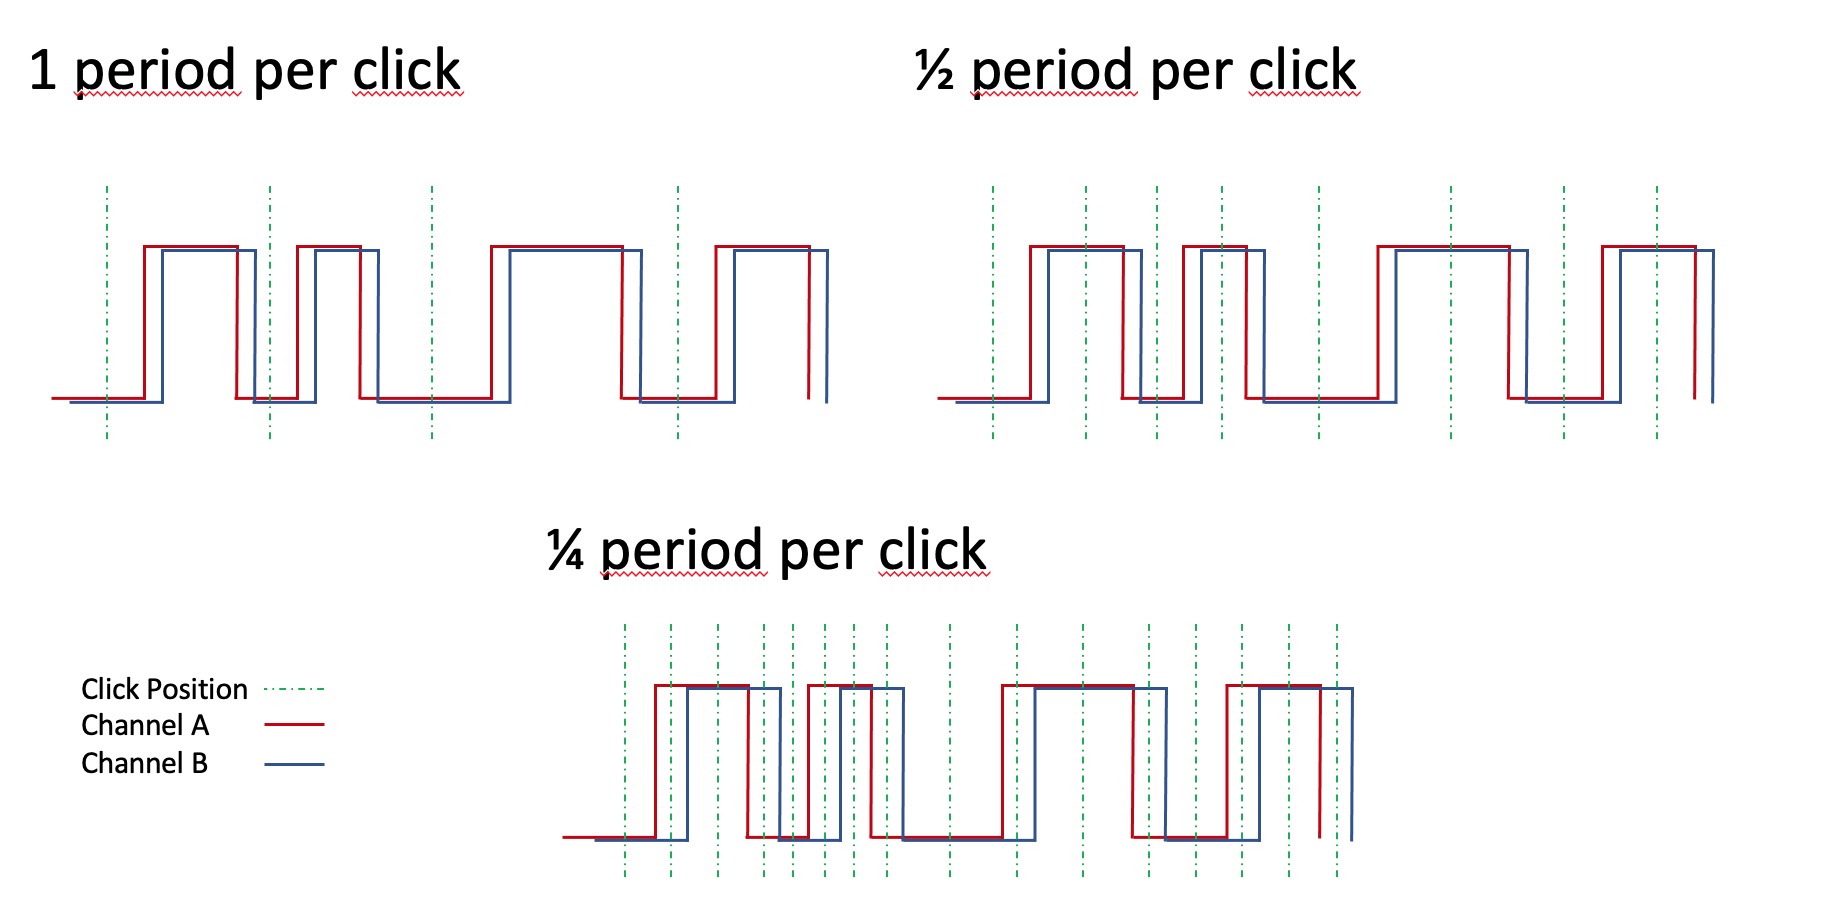 1 period per click
½ period per click
¼ period per click
Click Position
Channel A
Channel B